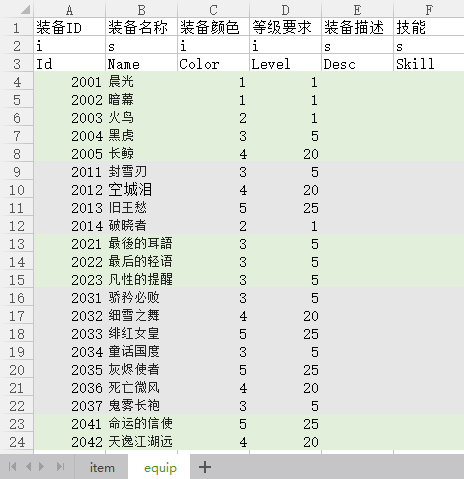 A B C D E F
1 装备ID 装备名称 装备颜色 等级要求 装备描述 技能
2 i s i i s s
3 Id Name Color Level Desc Skill
4 2001 晨光 1 1
5 2002 暗幕 1 1
6 2003 火鸟 2 1
7 2004 黑虎 3 5
8 2005 长鲸 4 20
9 2011 封雪刃 3 5
10 2012 空城泪 4 20
11 2013 旧王愁 5 25
12 2014 破晓者 2 1
13 2021 最後的耳語 3 5
14 2022 最后的轻语 3 5
15 2023 凡性的提醒 3 5
16 2031 骄矜必败 3 5
17 2032 细雪之舞 4 20
18 2033 绯红女皇 5 25
19 2034 童话国度 3 5
20 2035 灰烬使者 5 25
21 2036 死亡微风 4 20
22 2037 鬼雾长袍 3 5
23 2041 命运的信使 5 25
24 2042 天逸江湖远 4 20
item equip